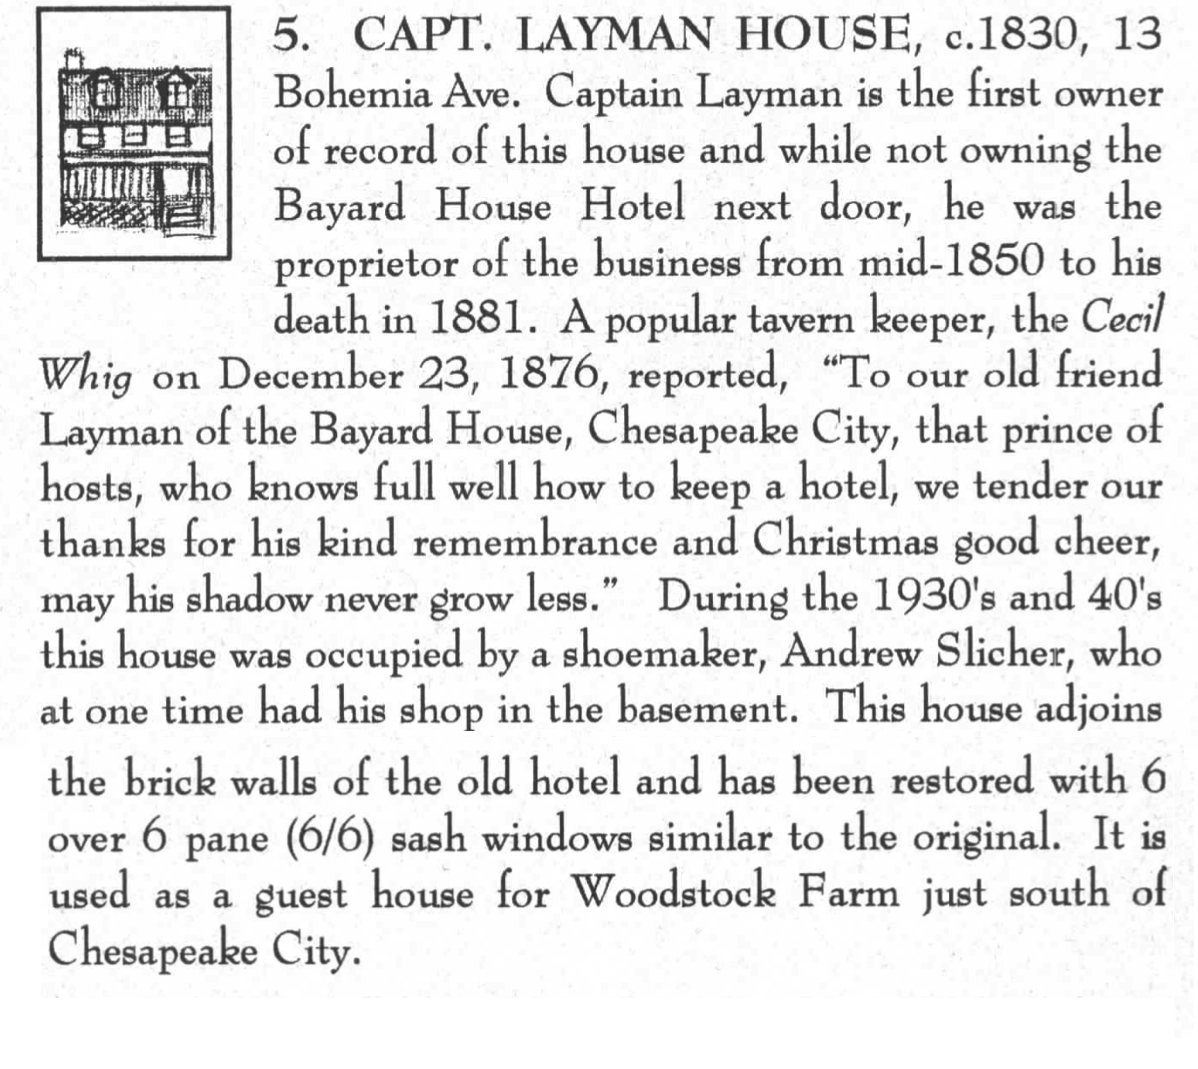 5. CAPT. LAYMAN HOUSE, c.1830, 13
Bohemia Ave. Captain Layman is the first owner
of record of this house and while not owning the
Bayard House Hotel next door, he was the
proprietor of the business from mid-1850 to his
death in 1881. A popular tavern keeper, the Cecil
Whig on December 23, 1876, reported, “To our old friend
Layman of the Bayard House, Chesapeake City, that prince of
hosts, who knows full well how to keep a hotel, we tender our
thanks for his kind remembrance and Christmas good cheer,
may his shadow never grow less.” During the 1930's and 40's
this house was occupied by a shoemaker, Andrew Slicher, who
at one time had his shop in the basement. This house adjoins
the brick walls of the old hotel and has been restored with 6
over 6 pane (6/6) sash windows similar to the original. It is
used as a guest house for Woodstock Farm just south of
Chesapeake City.